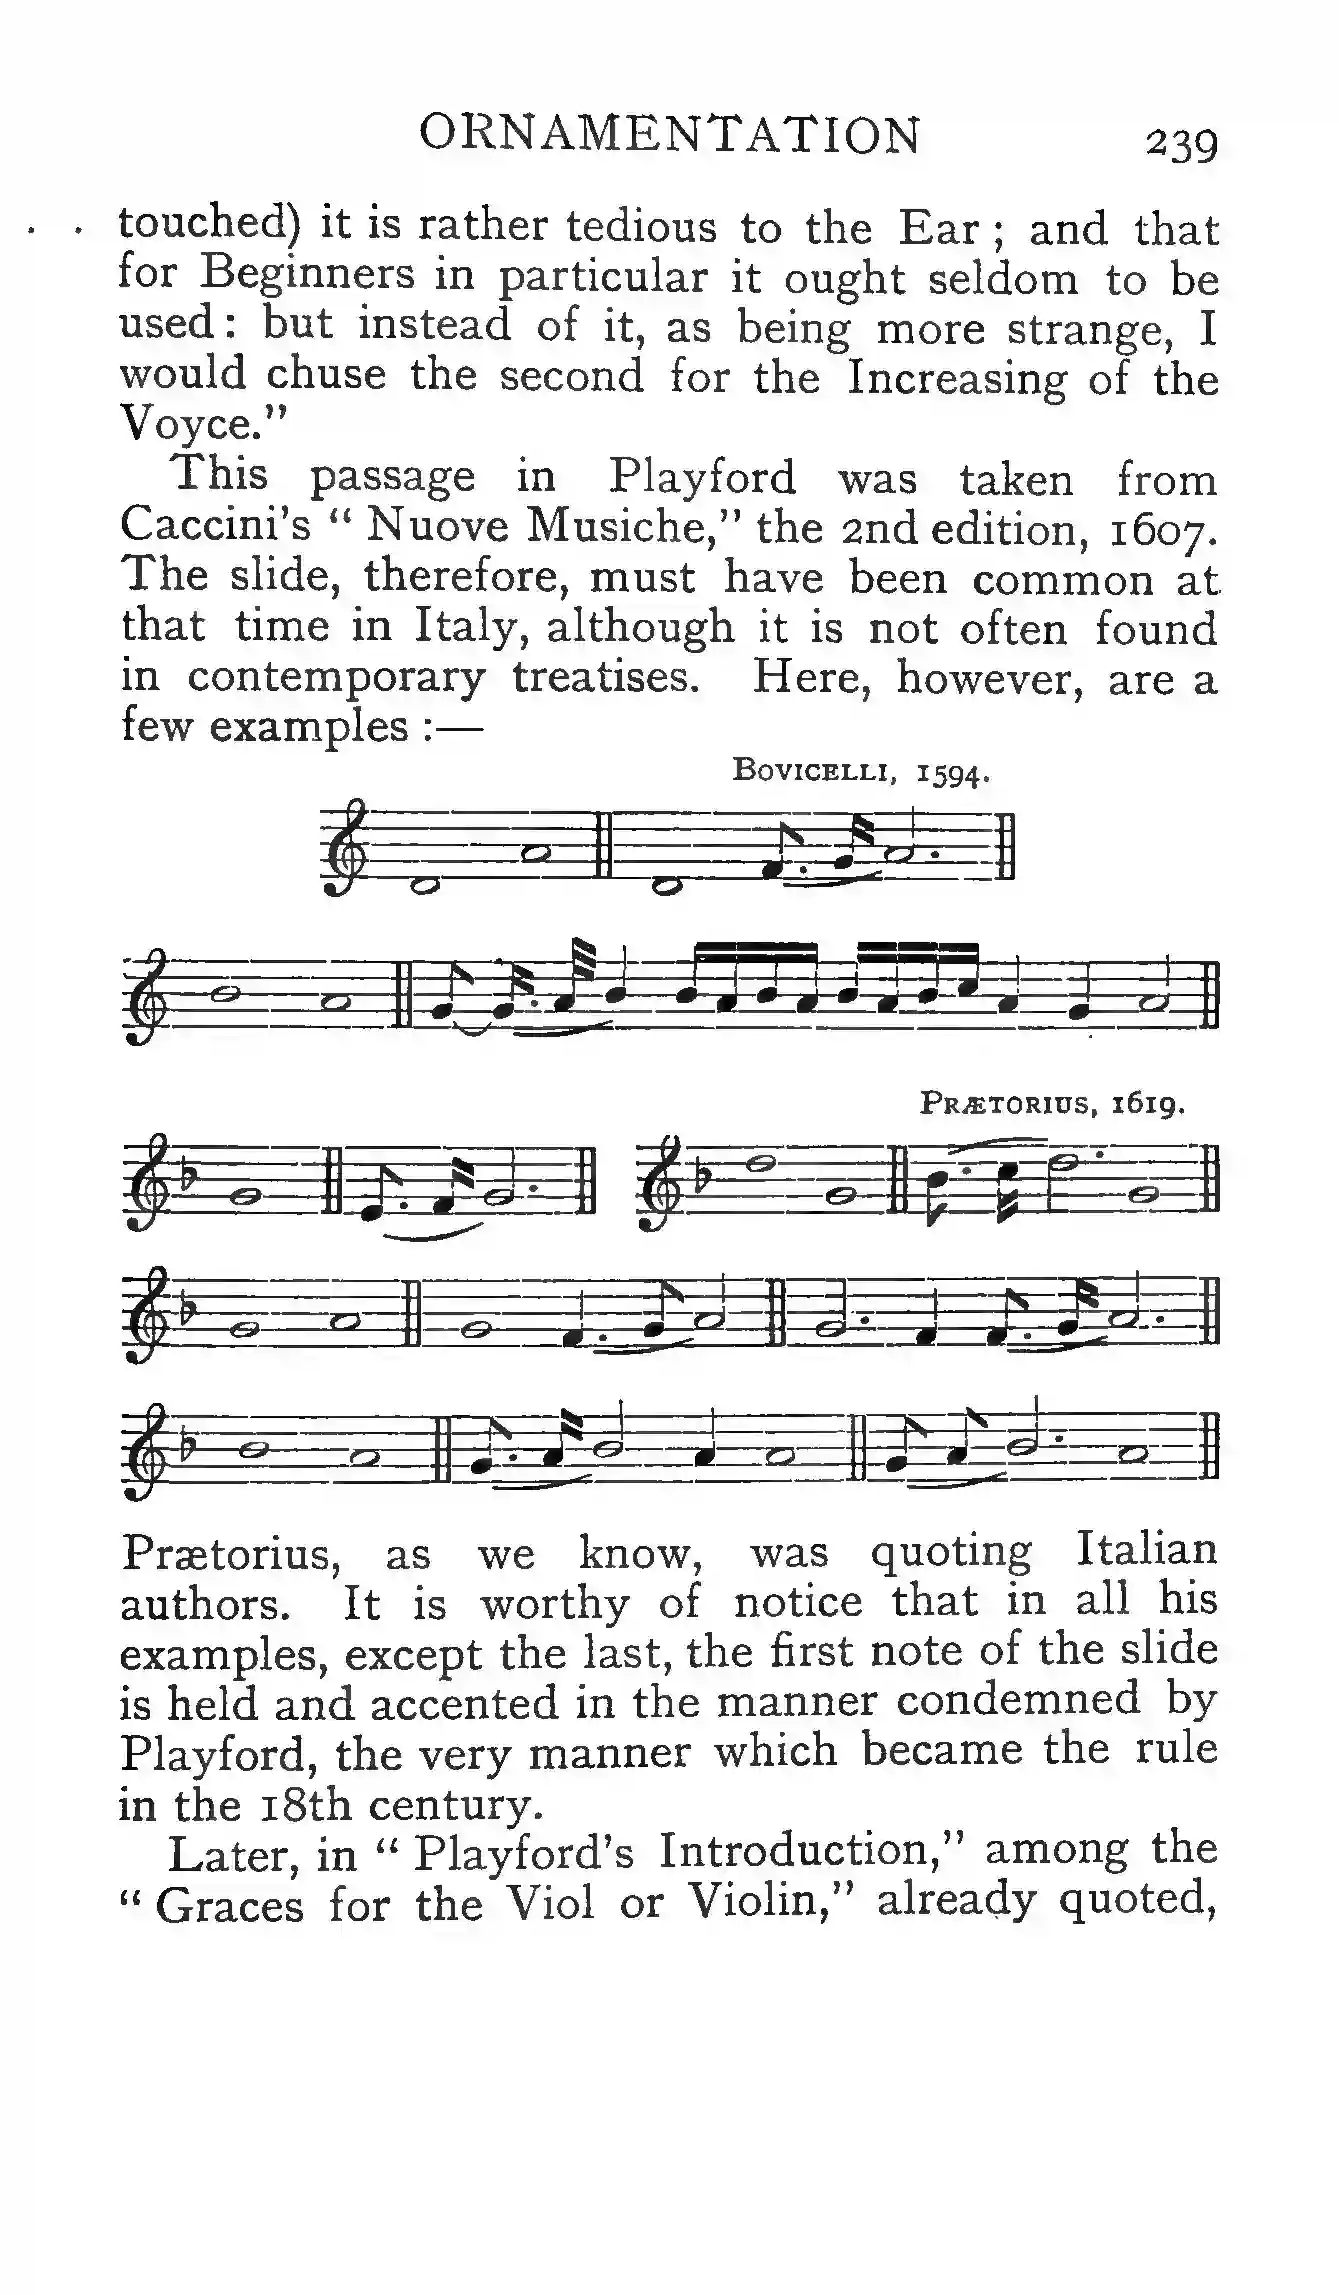 ORNAMENTATION 239
touched) it is rather tedious to the Ear ; and that
for Beginners in particular it ought seldom to be
used : but instead of it, as being more strange, I
would chuse the second for the Increasing of the
Voyce.”
This passage in Playford was taken from
Caccini’s “ Nuove Musiche,” the 2nd edition, 1607.
The slide, therefore, must have been common at
that time in Italy, although it is not often found
in contemporary treatises. Here, however, are a
few examples :—
Bovicelli, 1594.
Prætorius, 1619.
Prætorius, as we know, was quoting Italian
authors. It is worthy of notice that in all his
examples, except the last, the first note of the slide
is held and accented in the manner condemned by
Playford, the very manner which became the rule
in the 18th century.
Later, in “ Playford’s Introduction,” among the
“ Graces for the Viol or Violin,” already quoted,